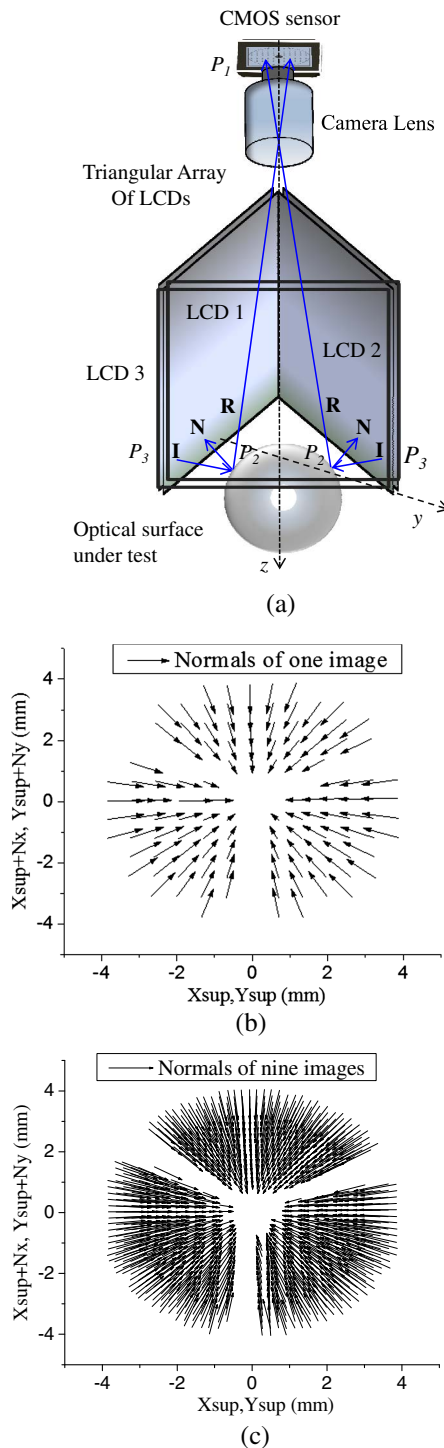 CMOS sensor
P1
Camera Lens
Triangular Array
Of LCDs
LCD 1
LCD 2
LCD 3
R
R
N
N
P3
I
P2
P2
I
P3
y
Optical surface
under test
z
(a)
Normals of one image
4
2
0
-2
-4
Xsup+Nx, Ysup+Ny (mm)
-4 -2 0 2 4
Xsup,Ysup (mm)
(b)
Normals of nine images
5
4
2
0
-2
-4
Xsup+Nx, Ysup+Ny (mm)
-4 -2 0 2 4
Xsup,Ysup (mm)
(c)